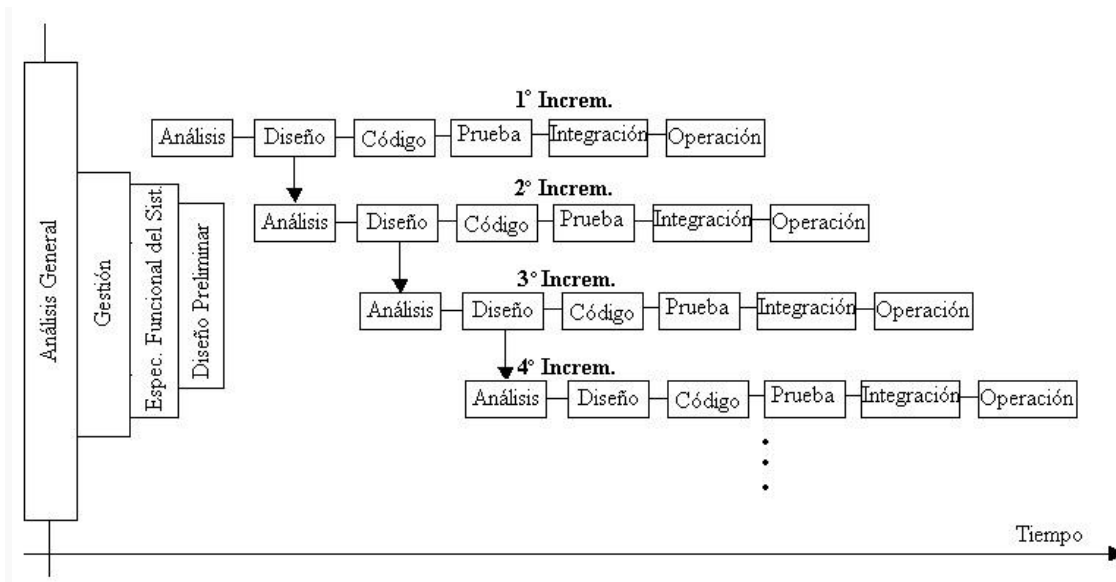 Análisis General
Gestión
Espec. Funcional del Sist.
Diseño Preliminar
1° Increm.
Análisis Diseño Código Prueba Integración Operación
2° Increm.
Análisis Diseño Código Prueba Integración Operación
3° Increm.
Análisis Diseño Código Prueba Integración Operación
4° Increm.
Análisis Diseño Código Prueba Integración Operación
Tiempo